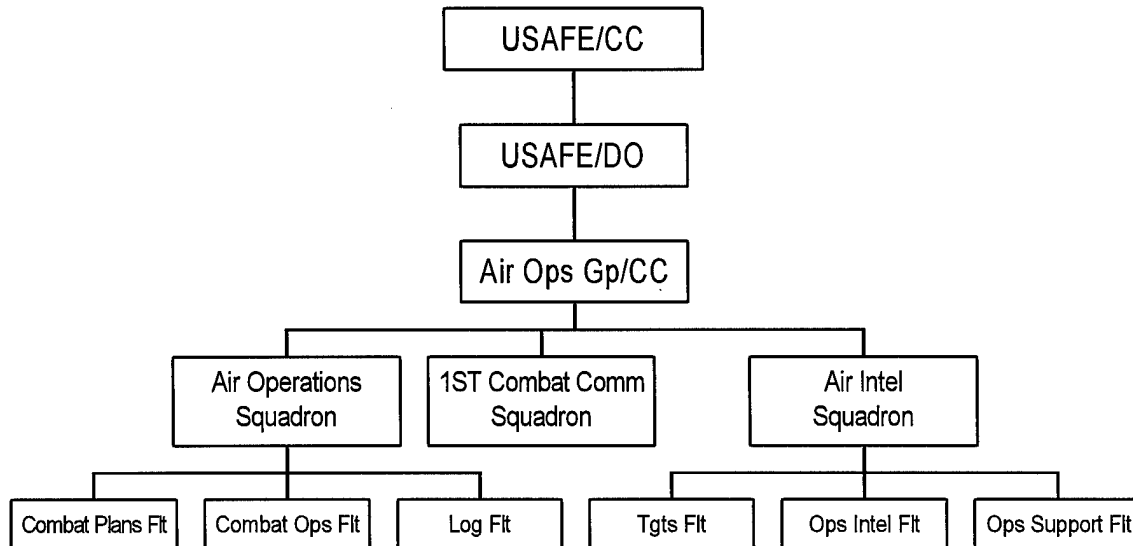 USAFE/CC
USAFE/DO
Air Ops Gp/CC
Air Operations
Squadron
1ST Combat Comm
Squadron
Air Intel
Squadron
Combat Plans Flt
Combat Ops Flt
Log Flt
Tgts Flt
Ops Intel Flt
Ops Support Flt